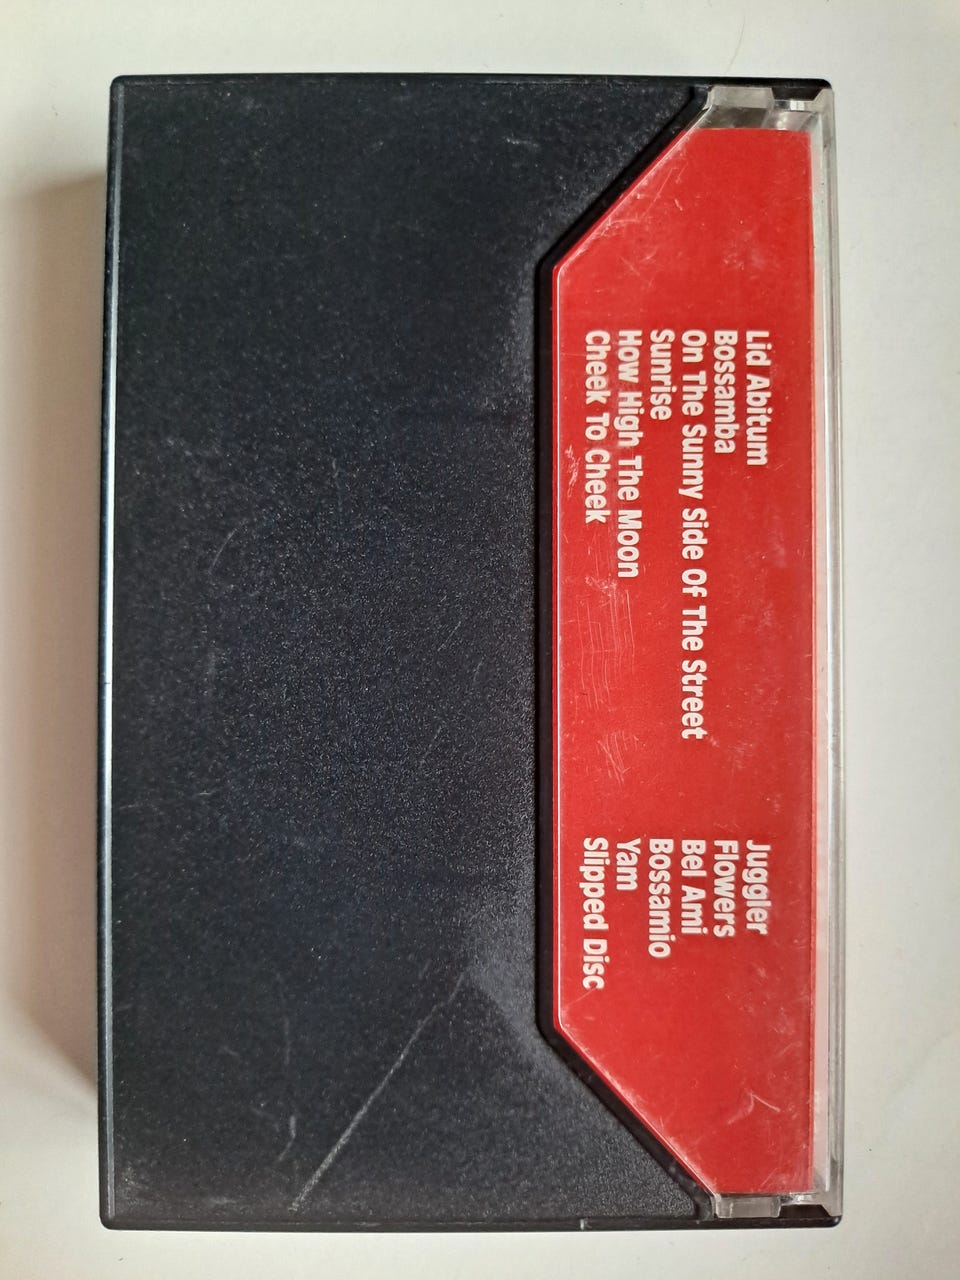 Lid Abitum
Bossamba
On The Sunny Side Of The Street
Sunrise
How High The Moon
Cheek To Cheek
Juggler
Flowers
Bel Ami
Bossamio
Yam
Slipped Disc